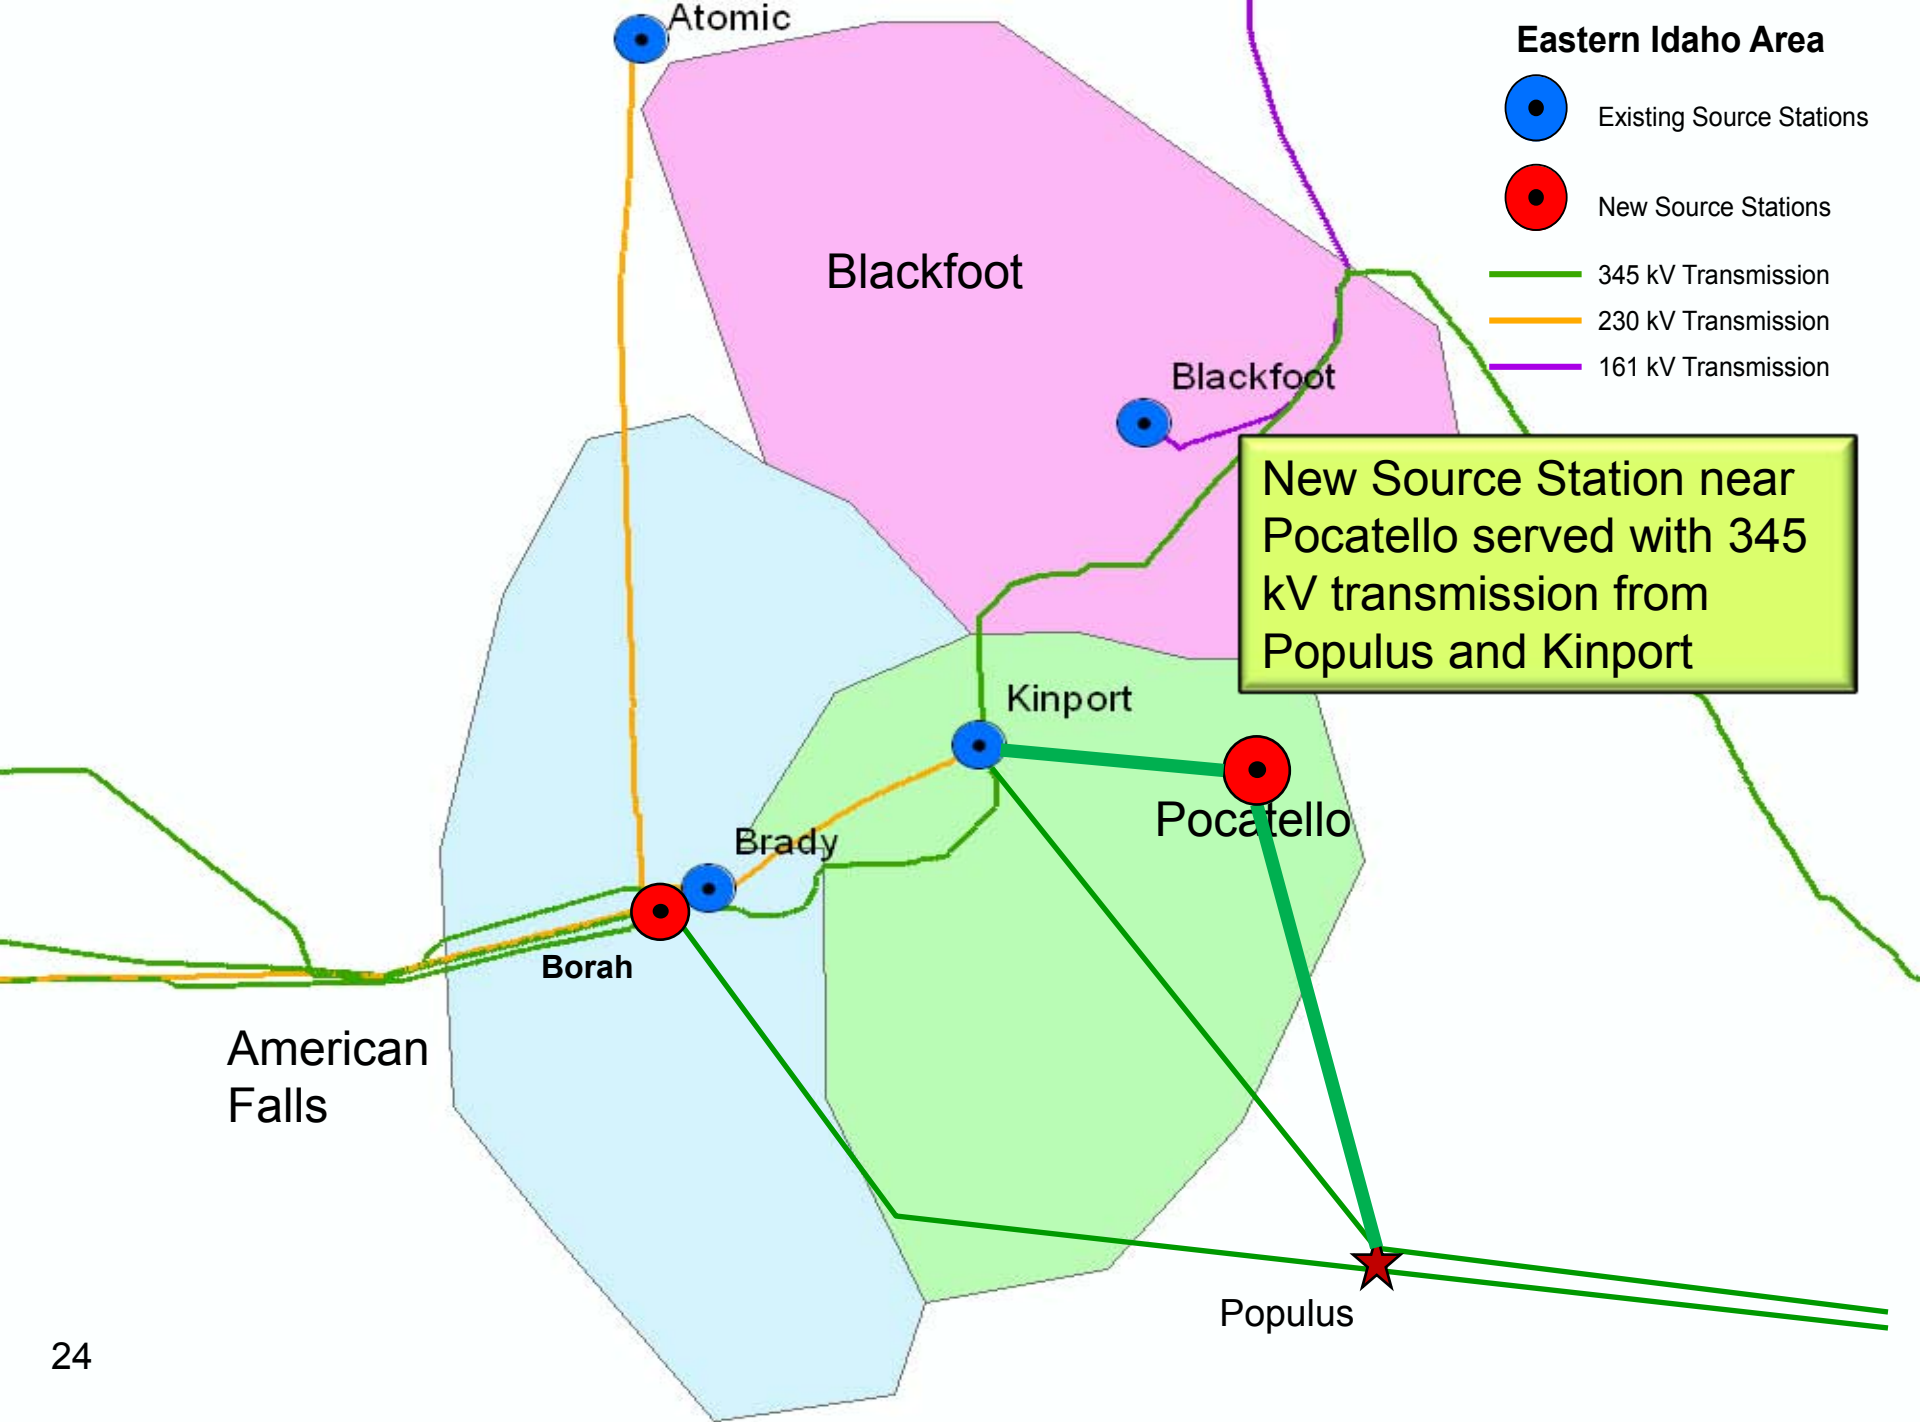 Atomic
Eastern Idaho Area
Existing Source Stations
New Source Stations
345 kV Transmission
230 kV Transmission
161 kV Transmission
Blackfoot
Blackfoot
New Source Station near
Pocatello served with 345
kV transmission from
Populus and Kinport
Kinport
Pocatello
Brady
Borah
American
Falls
Populus
24